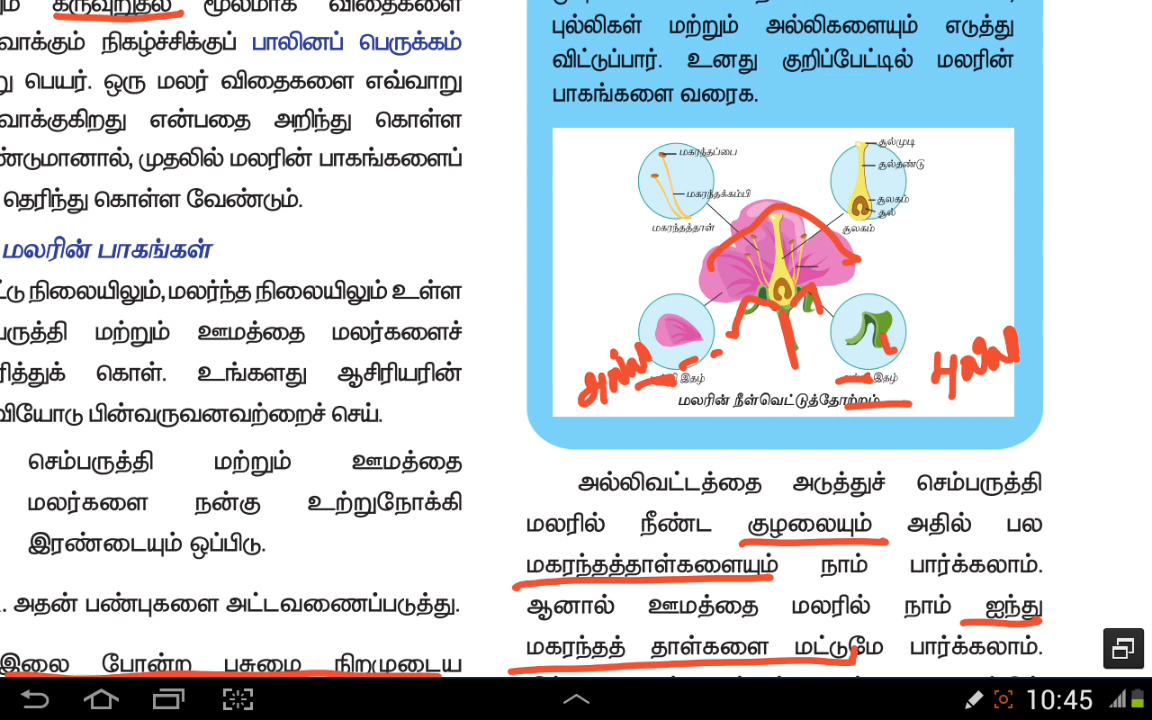 கருவுறுதல் மூலமாக விதைகளை
வாக்கும் நிகழ்ச்சிக்குப் பாலினப் பெருக்கம்
று பெயர். ஒரு மலர் விதைகளை எவ்வாறு
வாக்குகிறது என்பதை அறிந்து கொள்ள
ண்டுமானால், முதலில் மலரின் பாகங்களைப்
தெரிந்து கொள்ள வேண்டும்.
மலரின் பாகங்கள்
ட்டு நிலையிலும், மலர்ந்த நிலையிலும் உள்ள
பருத்தி மற்றும் ஊமத்தை மலர்களைச்
ரித்துக் கொள். உங்களது ஆசிரியரின்
வியோடு பின்வருவனவற்றைச் செய்.
செம்பருத்தி மற்றும் ஊமத்தை
மலர்களை நன்கு உற்றுநோக்கி
இரண்டையும் ஒப்பிடு.
. அதன் பண்புகளை அட்டவணைப்படுத்து.
இலை போன்ற பசுமை நிறமுடைய
புல்லிகள் மற்றும் அல்லிகளையும் எடுத்து
விட்டுப்பார். உனது குறிப்பேட்டில் மலரின்
பாகங்களை வரைக.
மகரந்தப்பை
மகரந்தக்கம்பி
மகரந்தத்தாள்
சூல்முடி
சூல்தண்டு
சூலகம்
சூல்
சூலகம்
அல்லி
இதழ்
இதழ்
புல்லி
மலரின் நீள்வெட்டுத்தோற்றம்
அல்லிவட்டத்தை அடுத்துச் செம்பருத்தி
மலரில் நீண்ட குழலையும் அதில் பல
மகரந்தத்தாள்களையும் நாம் பார்க்கலாம்.
ஆனால் ஊமத்தை மலரில் நாம் ஐந்து
மகரந்தத் தாள்களை மட்டுமே பார்க்கலாம்.
10:45